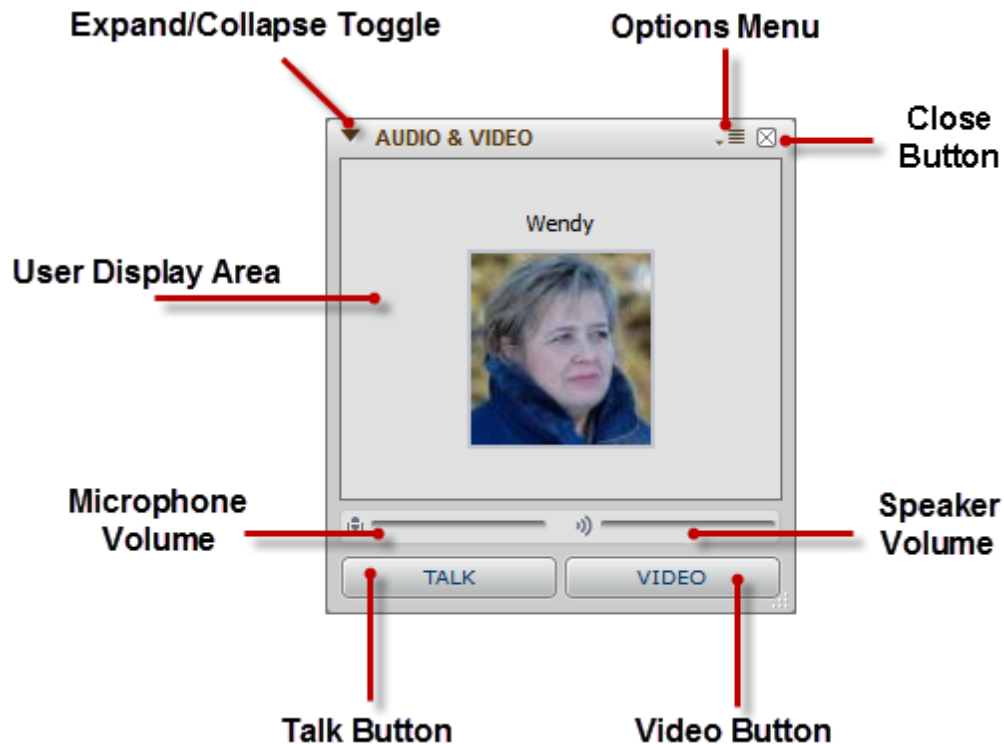 Expand/Collapse Toggle
Options Menu
Close
Button
AUDIO & VIDEO
Wendy
User Display Area
Microphone
Volume
Speaker
Volume
TALK
VIDEO
Talk Button
Video Button